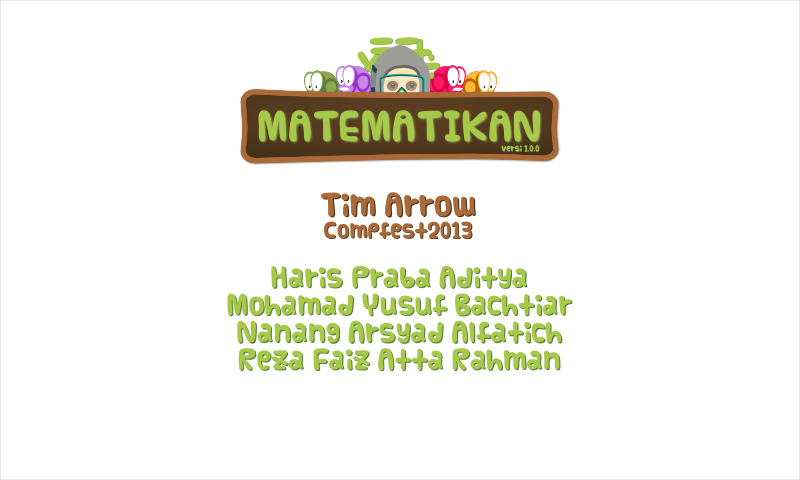 MATEMATIKAN
versi 1.0.0
Tim Arrow
Compfest2013
Haris Praba Aditya
Mohamad Yusuf Bachtiar
Nanang Arsyad Alfatich
Reza Faiz Atta Rahman